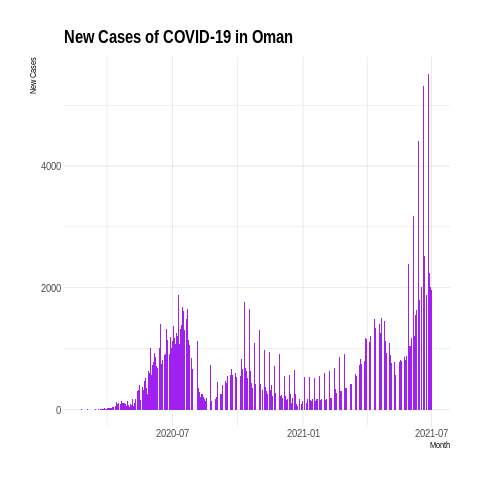 New Cases of COVID-19 in Oman
New Cases
4000
2000
0
2020-07
2021-01
2021-07
Month